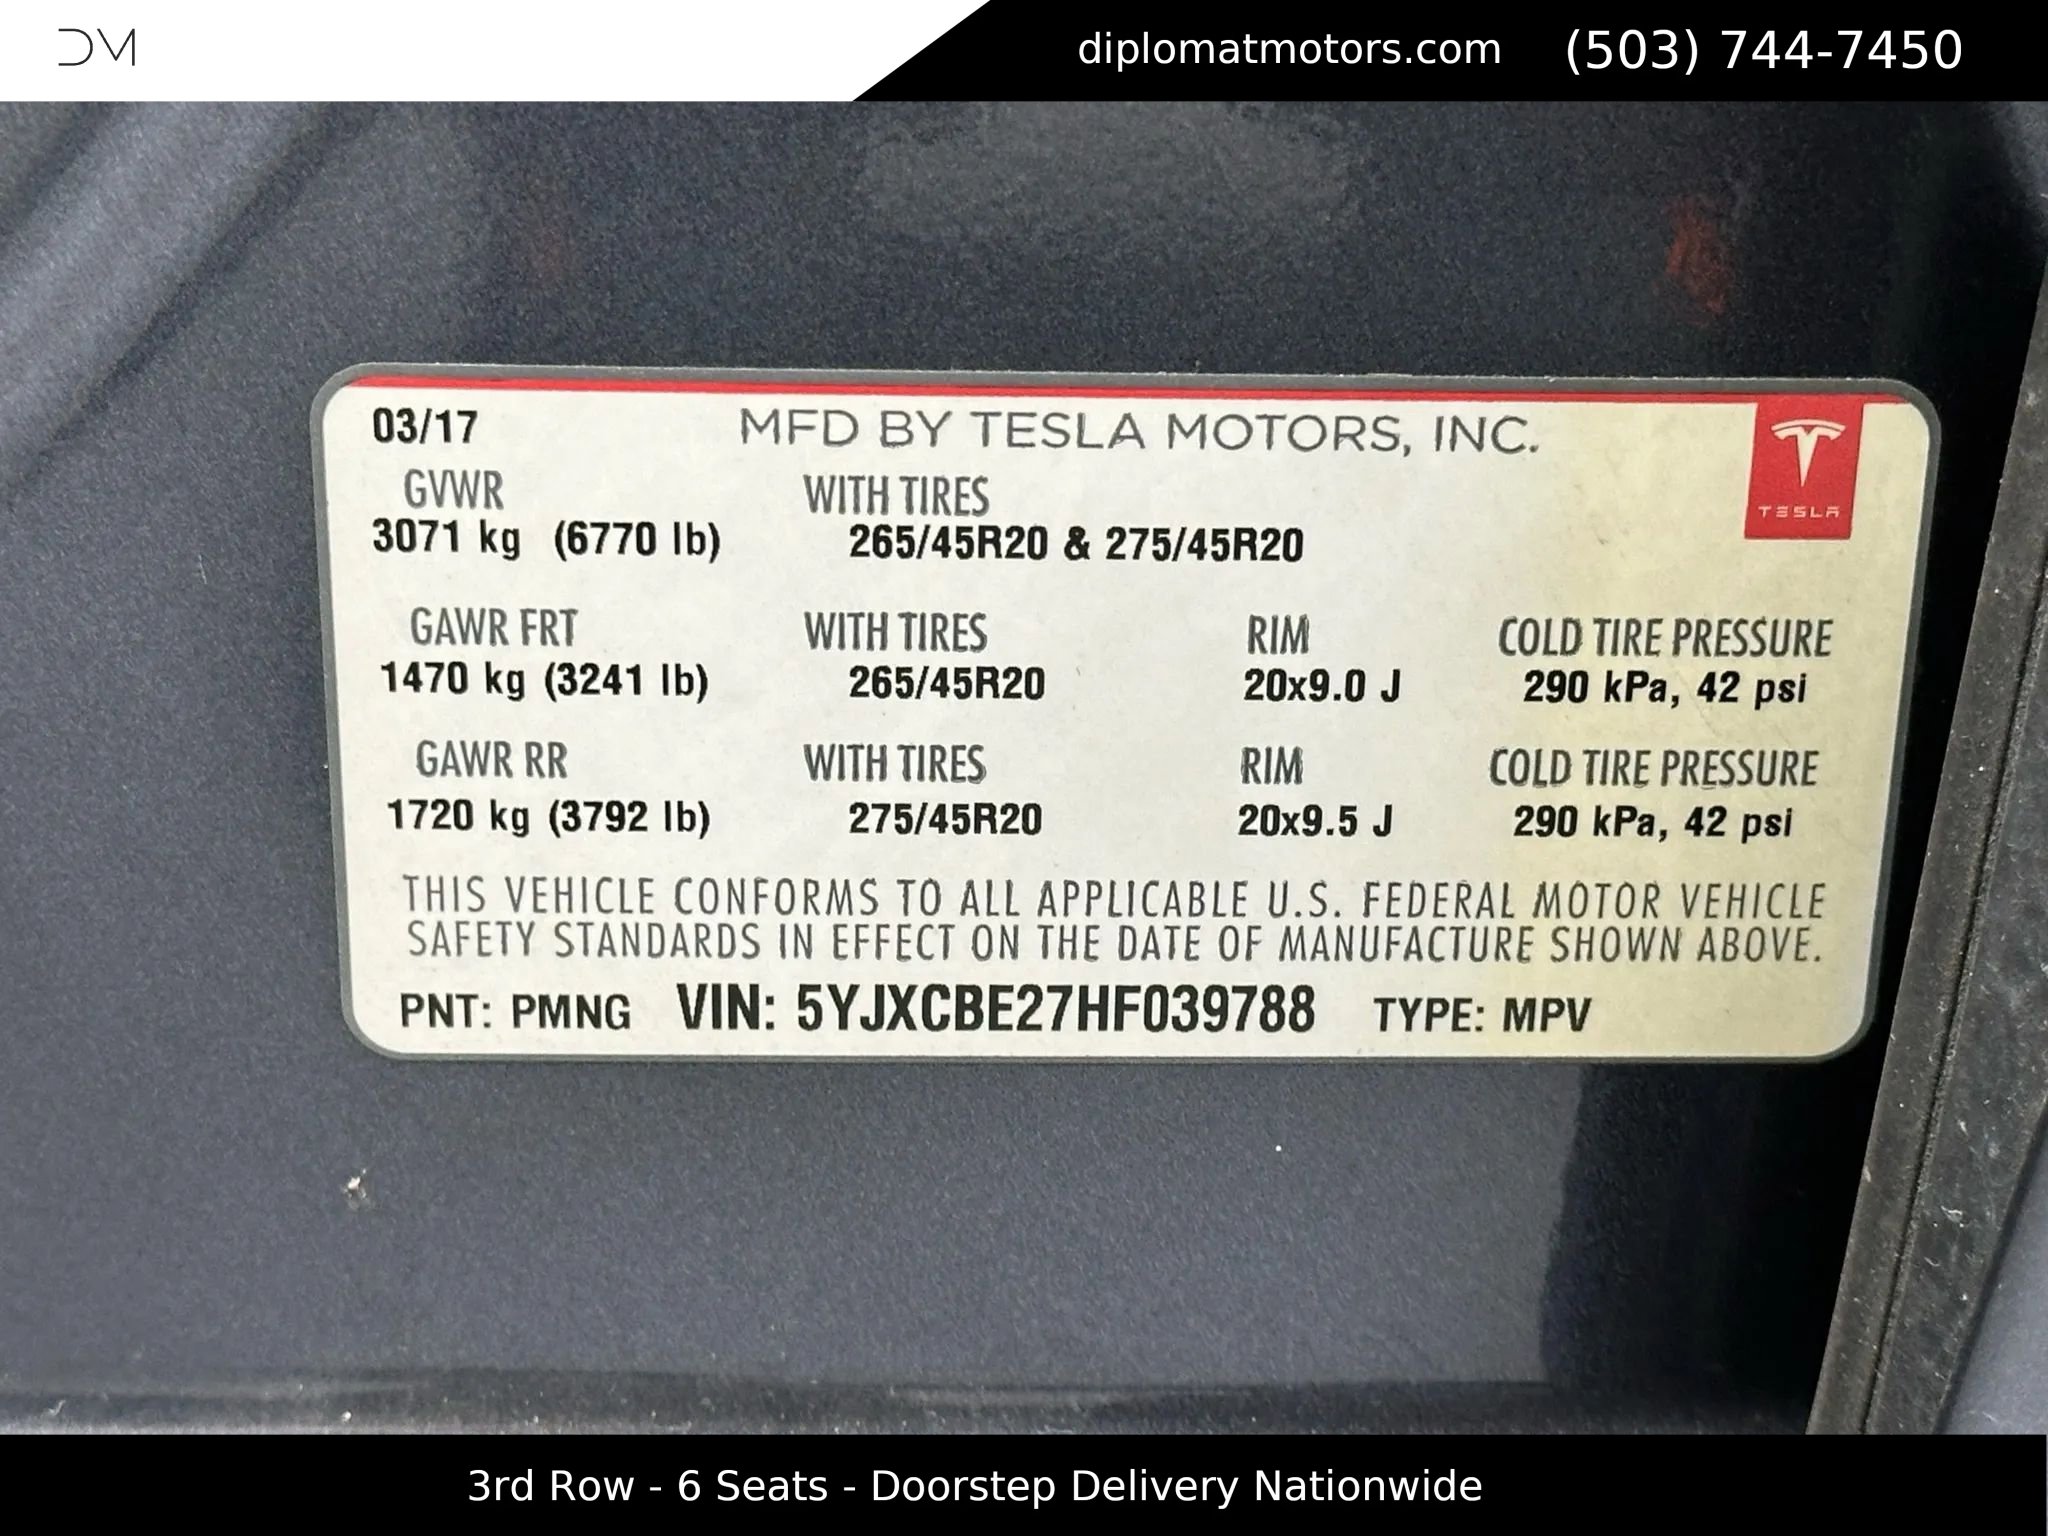 DM
diplomatmotors.com (503) 744-7450
03/17 MFD BY TESLA MOTORS, INC.
TESLA
GVWR WITH TIRES
3071 kg (6770 lb) 265/45R20 & 275/45R20
GAWR FRT WITH TIRES RIM COLD TIRE PRESSURE
1470 kg (3241 lb) 265/45R20 20x9.0 J 290 kPa, 42 psi
GAWR RR WITH TIRES RIM COLD TIRE PRESSURE
1720 kg (3792 lb) 275/45R20 20x9.5 J 290 kPa, 42 psi
THIS VEHICLE CONFORMS TO ALL APPLICABLE U.S. FEDERAL MOTOR VEHICLE
SAFETY STANDARDS IN EFFECT ON THE DATE OF MANUFACTURE SHOWN ABOVE.
PNT: PMNG VIN: 5YJXCBE27HF039788 TYPE: MPV
3rd Row - 6 Seats - Doorstep Delivery Nationwide